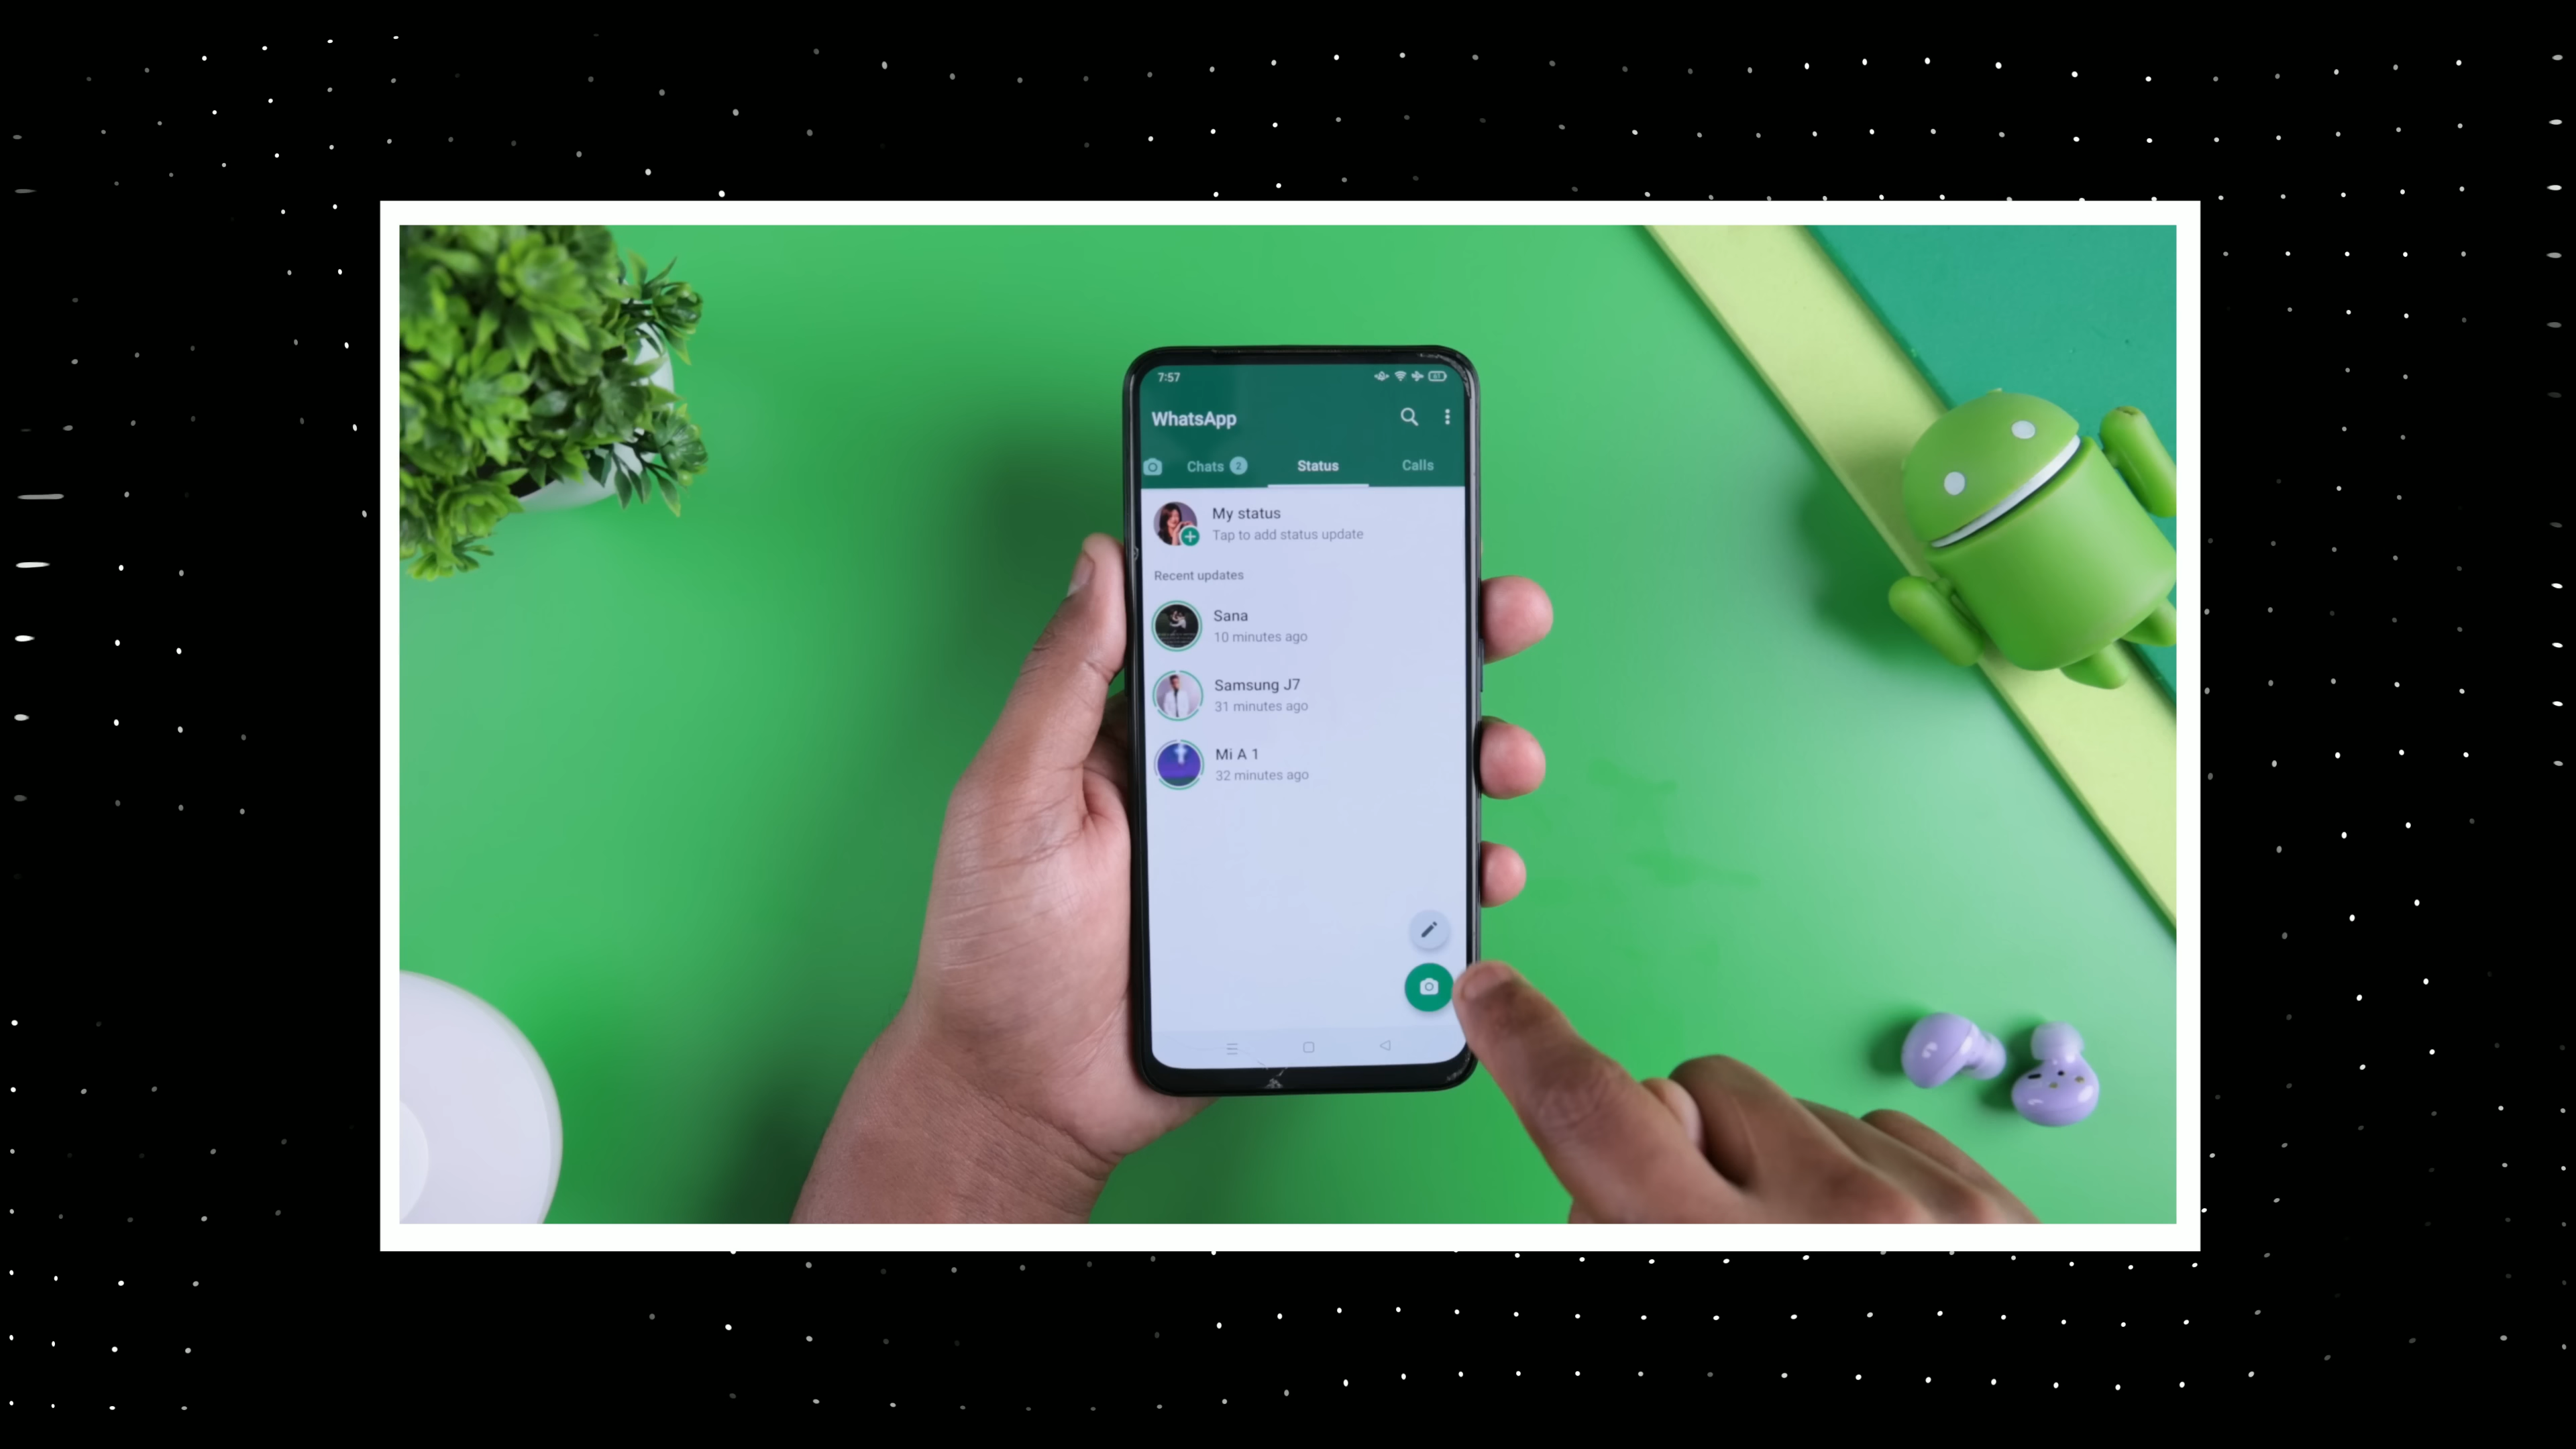 7:57
WhatsApp
Chats 2 Status Calls
My status
Tap to add status update
Recent updates
Sana
10 minutes ago
Samsung J7
31 minutes ago
Mi A 1
32 minutes ago